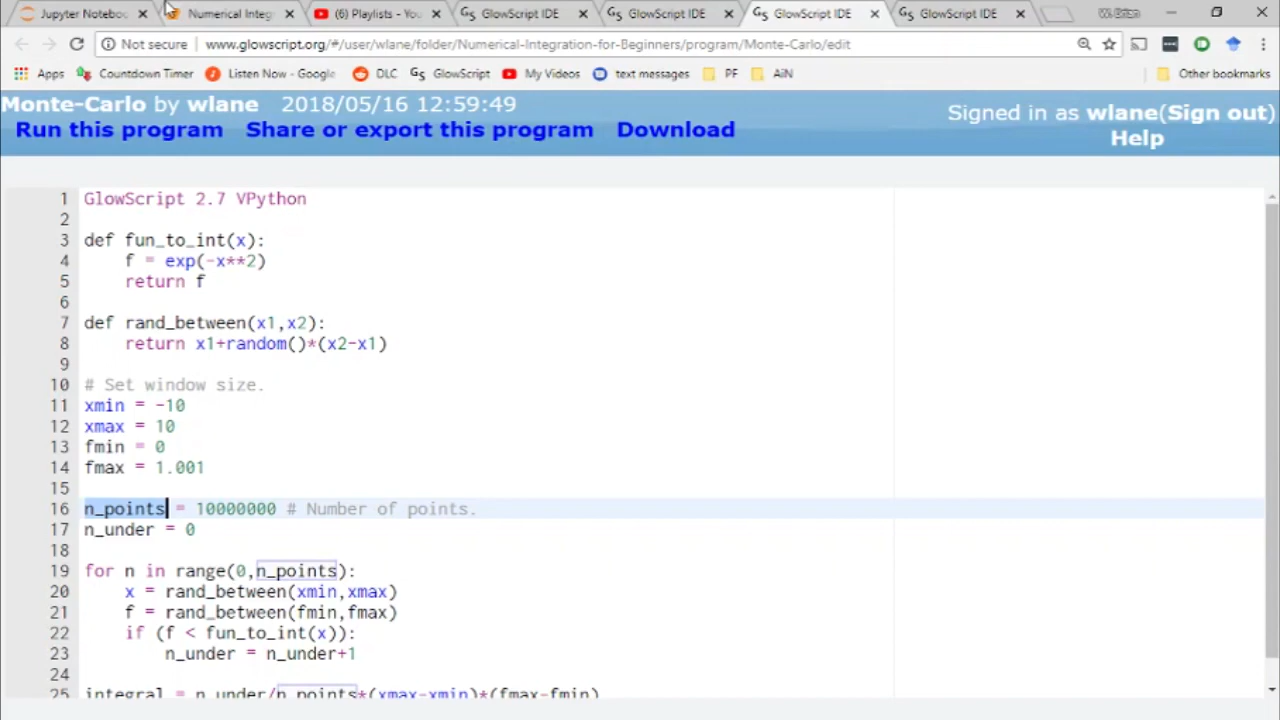 Jupyter Noteboo
Numerical Integ
(6) Playlists - You
GlowScript IDE
GlowScript IDE
GlowScript IDE
GlowScript IDE
Not secure
www.glowscript.org/#/user/wlane/folder/Numerical-Integration-for-Beginners/program/Monte-Carlo/edit
Apps
Countdown Timer
Listen Now - Google
DLC
GlowScript
My Videos
text messages
PF
AiN
Other bookmarks
Monte-Carlo by wlane 2018/05/16 12:59:49
Signed in as wlane(Sign out)
Run this program Share or export this program Download
Help
1 GlowScript 2.7 VPython
2
3 def fun_to_int(x):
4 f = exp(-x**2)
5 return f
6
7 def rand_between(x1,x2):
8 return x1+random()*(x2-x1)
9
10 # Set window size.
11 xmin = -10
12 xmax = 10
13 fmin = 0
14 fmax = 1.001
15
16 n_points = 10000000 # Number of points.
17 n_under = 0
18
19 for n in range(0,n_points):
20 x = rand_between(xmin,xmax)
21 f = rand_between(fmin,fmax)
22 if (f < fun_to_int(x)):
23 n_under = n_under+1
24
25 integral = n_under/n_points*(xmax-xmin)*(fmax-fmin)